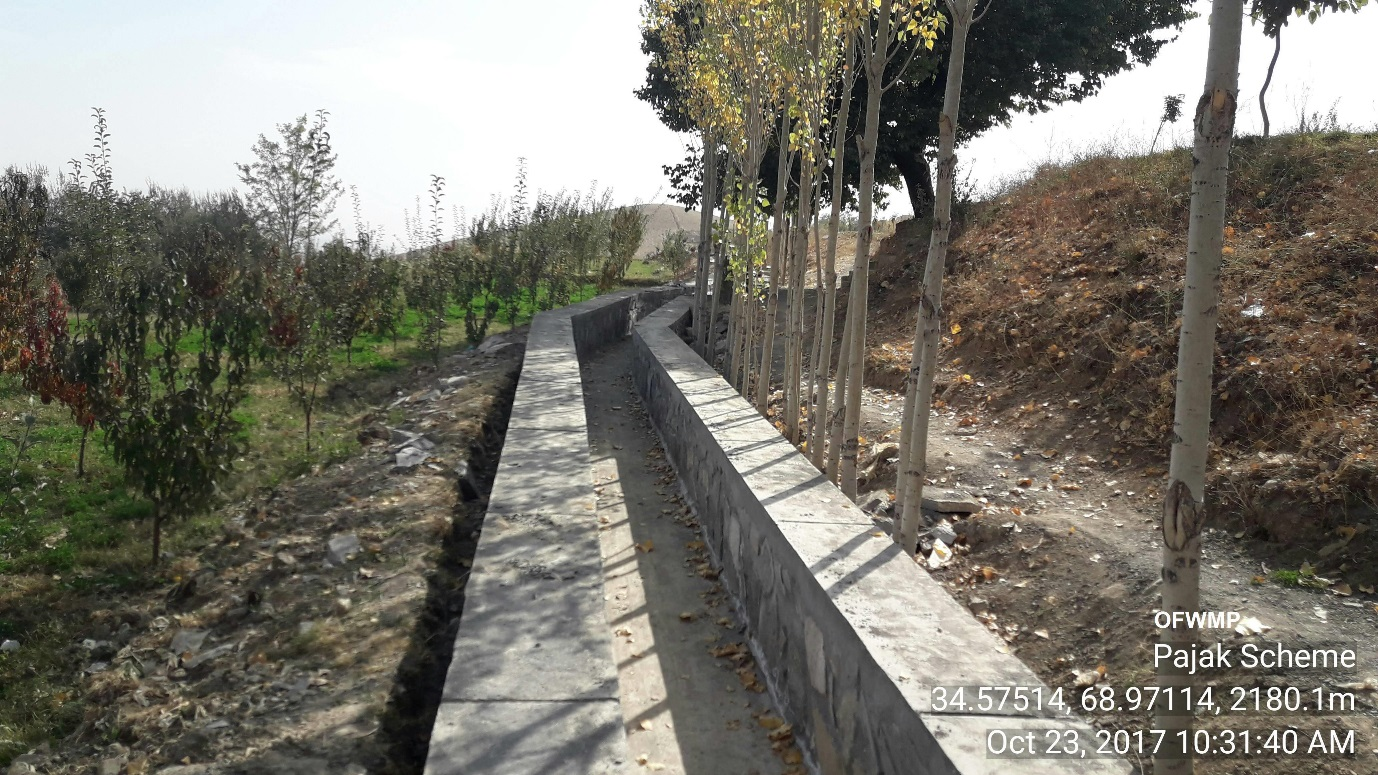 OFWMP
Pajak Scheme
34.57514, 68.97114, 2180.1m
Oct 23, 2017 10:31:40 AM